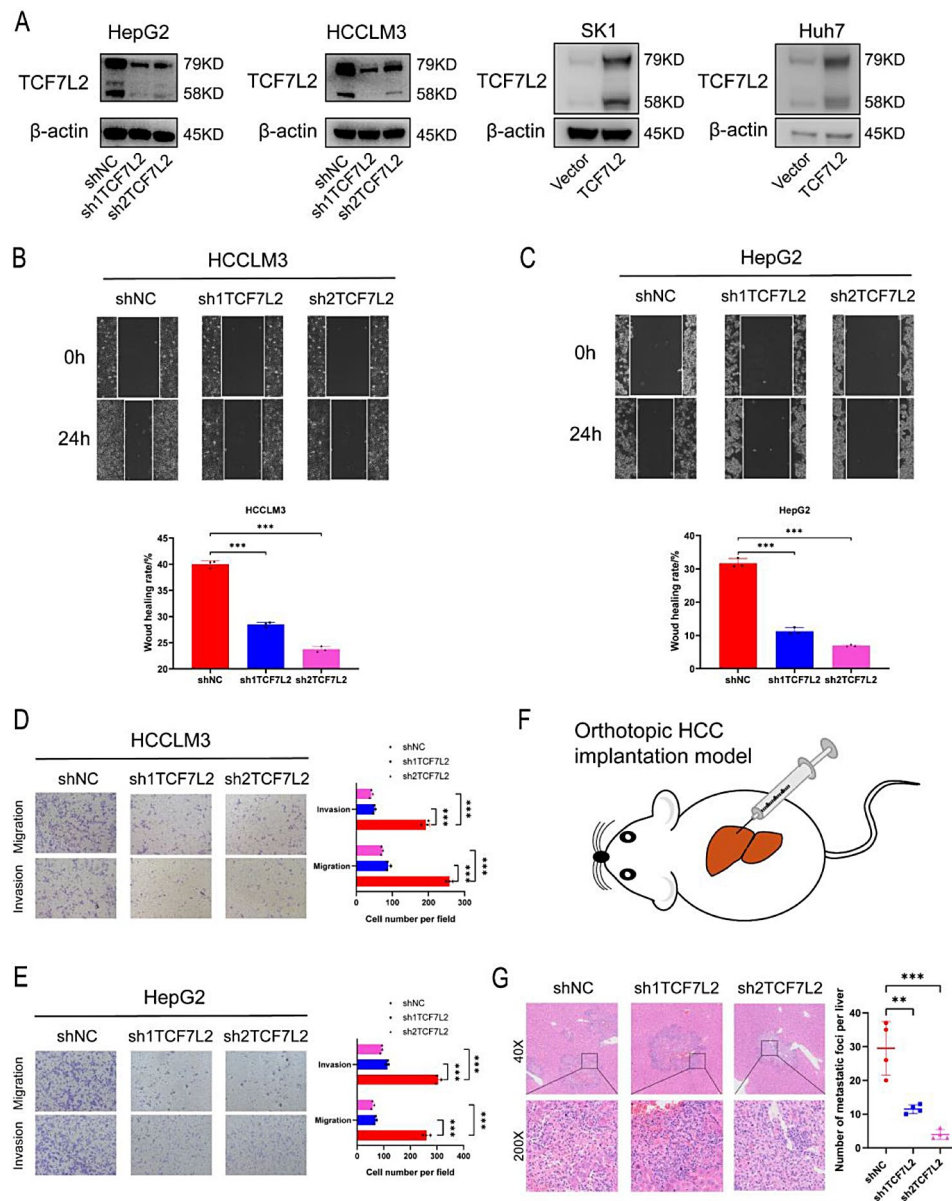 A
HepG2
HCCLM3
SK1
Huh7
TCF7L2
79KD
58KD
β-actin
45KD
shNC
sh1TCF7L2
sh2TCF7L2
TCF7L2
79KD
58KD
β-actin
45KD
shNC
sh1TCF7L2
sh2TCF7L2
TCF7L2
79KD
58KD
β-actin
45KD
Vector
TCF7L2
TCF7L2
79KD
58KD
β-actin
45KD
Vector
TCF7L2
B
HCCLM3
shNC sh1TCF7L2 sh2TCF7L2
0h
24h
HCCLM3
***
***
Woud healing rate/%
40
35
30
25
20
shNC sh1TCF7L2 sh2TCF7L2
C
HepG2
shNC sh1TCF7L2 sh2TCF7L2
0h
24h
HepG2
***
***
Woud healing rate/%
40
30
20
10
0
shNC sh1TCF7L2 sh2TCF7L2
D
HCCLM3
shNC sh1TCF7L2 sh2TCF7L2
Migration
Invasion
shNC
sh1TCF7L2
sh2TCF7L2
Invasion
***
***
Migration
***
***
0 100 200 300
Cell number per field
E
HepG2
shNC sh1TCF7L2 sh2TCF7L2
Migration
Invasion
shNC
sh1TCF7L2
sh2TCF7L2
Invasion
***
***
Migration
***
***
0 100 200 300 400
Cell number per field
F
Orthotopic HCC
implantation model
G
shNC sh1TCF7L2 sh2TCF7L2
40X
200X
***
**
Number of metastatic foci per liver
40
30
20
10
0
shNC
sh1TCF7L2
sh2TCF7L2